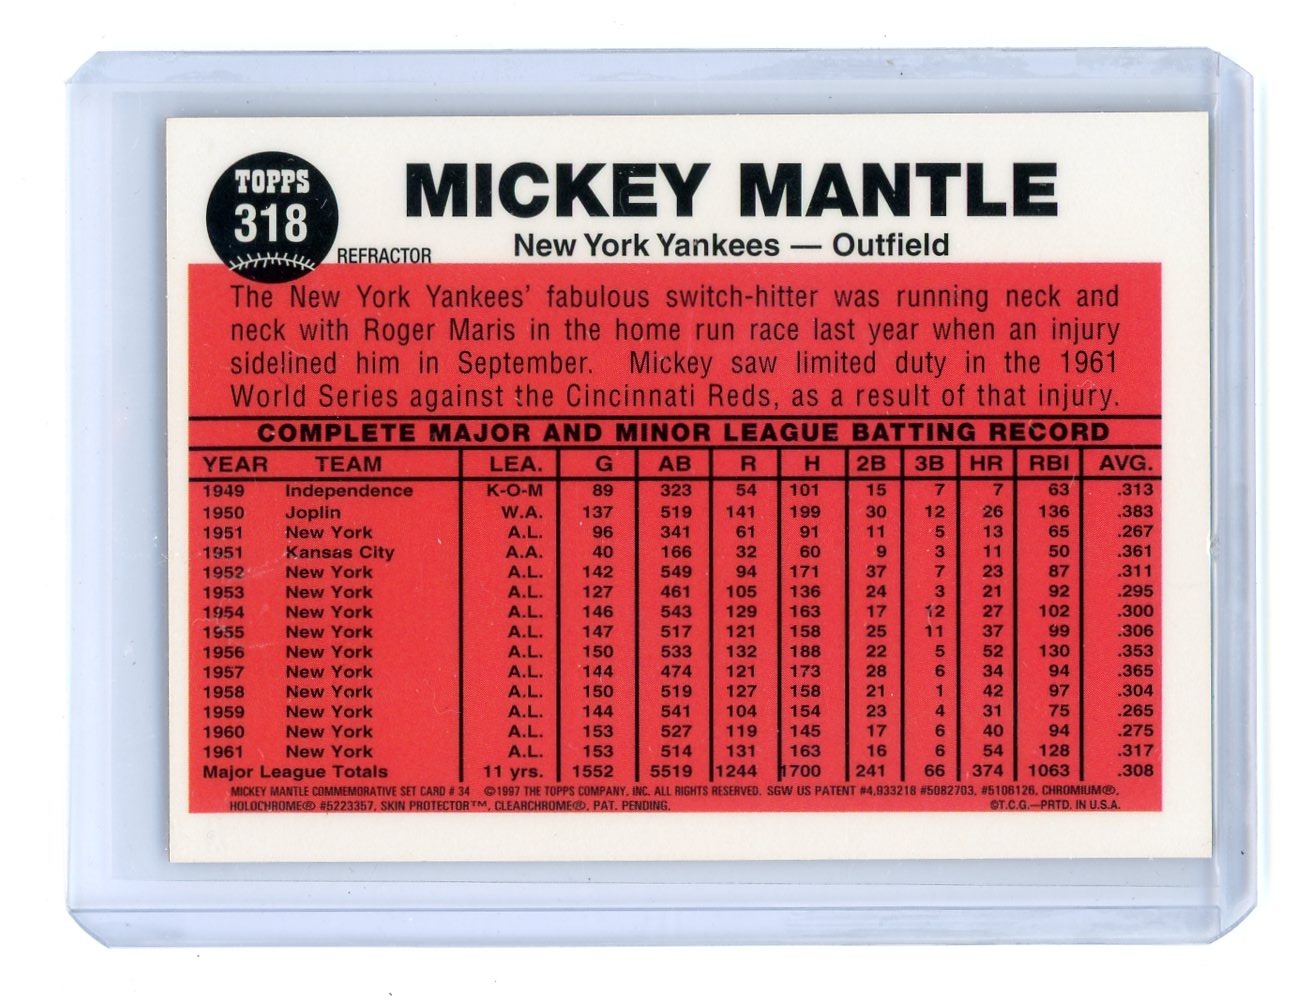 TOPPS
318
REFRACTOR
MICKEY MANTLE
New York Yankees — Outfield
The New York Yankees' fabulous switch-hitter was running neck and
neck with Roger Maris in the home run race last year when an injury
sidelined him in September. Mickey saw limited duty in the 1961
World Series against the Cincinnati Reds, as a result of that injury.
COMPLETE MAJOR AND MINOR LEAGUE BATTING RECORD
YEAR TEAM LEA. G AB R H 2B 3B HR RBI AVG.
1949 Independence K-O-M 89 323 54 101 15 7 7 63 .313
1950 Joplin W.A. 137 519 141 199 30 12 26 136 .383
1951 New York A.L. 96 341 61 91 11 5 13 65 .267
1951 Kansas City A.A. 40 166 32 60 9 3 11 50 .361
1952 New York A.L. 142 549 94 171 37 7 23 87 .311
1953 New York A.L. 127 461 105 136 24 3 21 92 .295
1954 New York A.L. 146 543 129 163 17 12 27 102 .300
1955 New York A.L. 147 517 121 158 25 11 37 99 .306
1956 New York A.L. 150 533 132 188 22 5 52 130 .353
1957 New York A.L. 144 474 121 173 28 6 34 94 .365
1958 New York A.L. 150 519 127 158 21 1 42 97 .304
1959 New York A.L. 144 541 104 154 23 4 31 75 .265
1960 New York A.L. 153 527 119 145 17 6 40 94 .275
1961 New York A.L. 153 514 131 163 16 6 54 128 .317
Major League Totals 11 yrs. 1552 5519 1244 1700 241 66 374 1063 .308
MICKEY MANTLE COMMEMORATIVE SET CARD # 34 ©1997 THE TOPPS COMPANY, INC. ALL RIGHTS RESERVED. SGW US PATENT #4,933218 #5082703, #5106126, CHROMIUM®,
HOLOCHROME® #5223357, SKIN PROTECTOR™, CLEARCHROME®, PAT. PENDING. ©T.C.G.—PRTD. IN U.S.A.